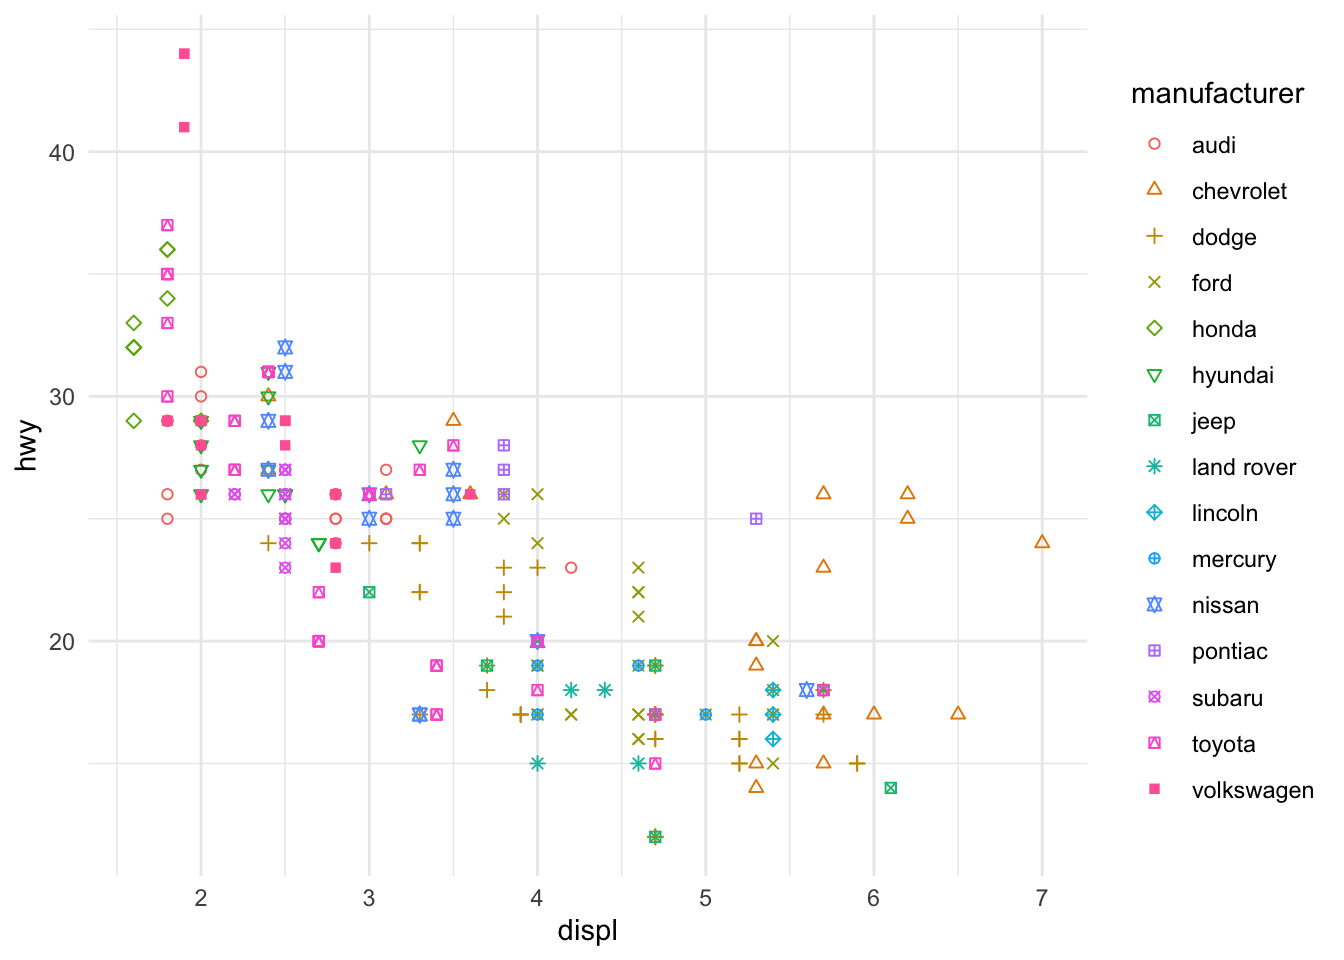 manufacturer
audi
chevrolet
dodge
ford
honda
hyundai
jeep
land rover
lincoln
mercury
nissan
pontiac
subaru
toyota
volkswagen
hwy
40
30
20
2 3 4 5 6 7
displ